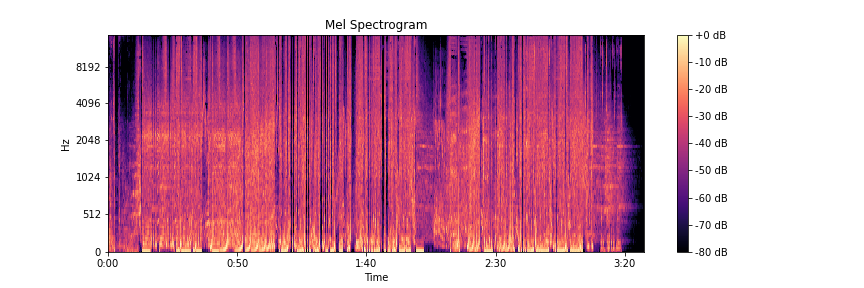 Mel Spectrogram
Hz
8192
4096
2048
1024
512
0
0:00 0:50 1:40 2:30 3:20
Time
+0 dB
-10 dB
-20 dB
-30 dB
-40 dB
-50 dB
-60 dB
-70 dB
-80 dB